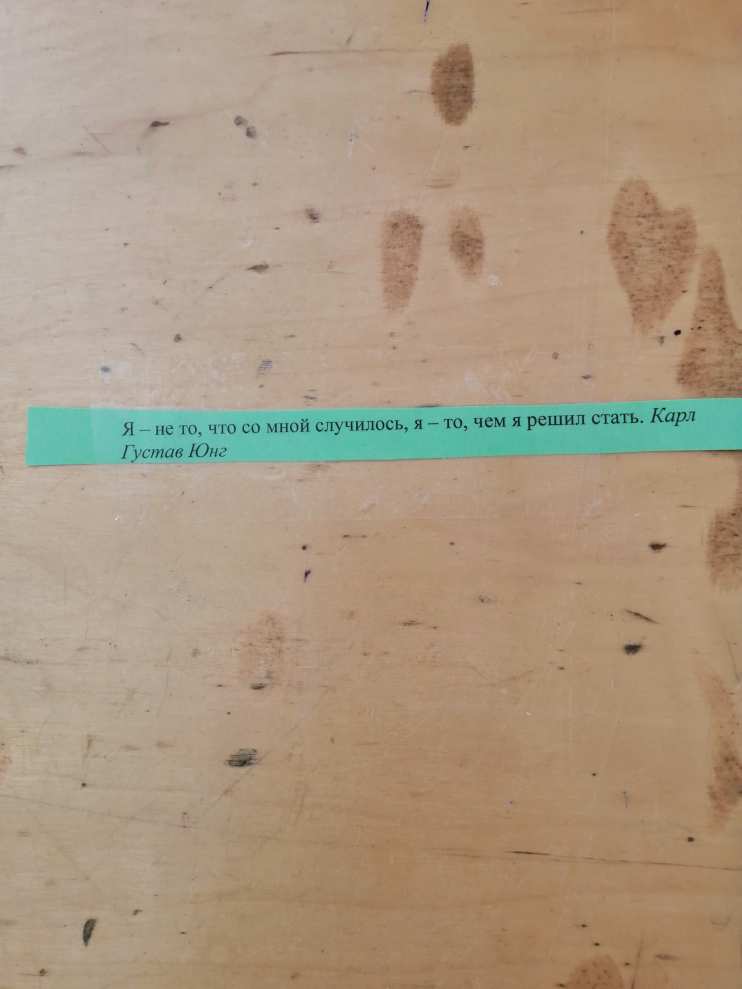 Я – не то, что со мной случилось, я – то, чем я решил стать. Карл
Густав Юнг